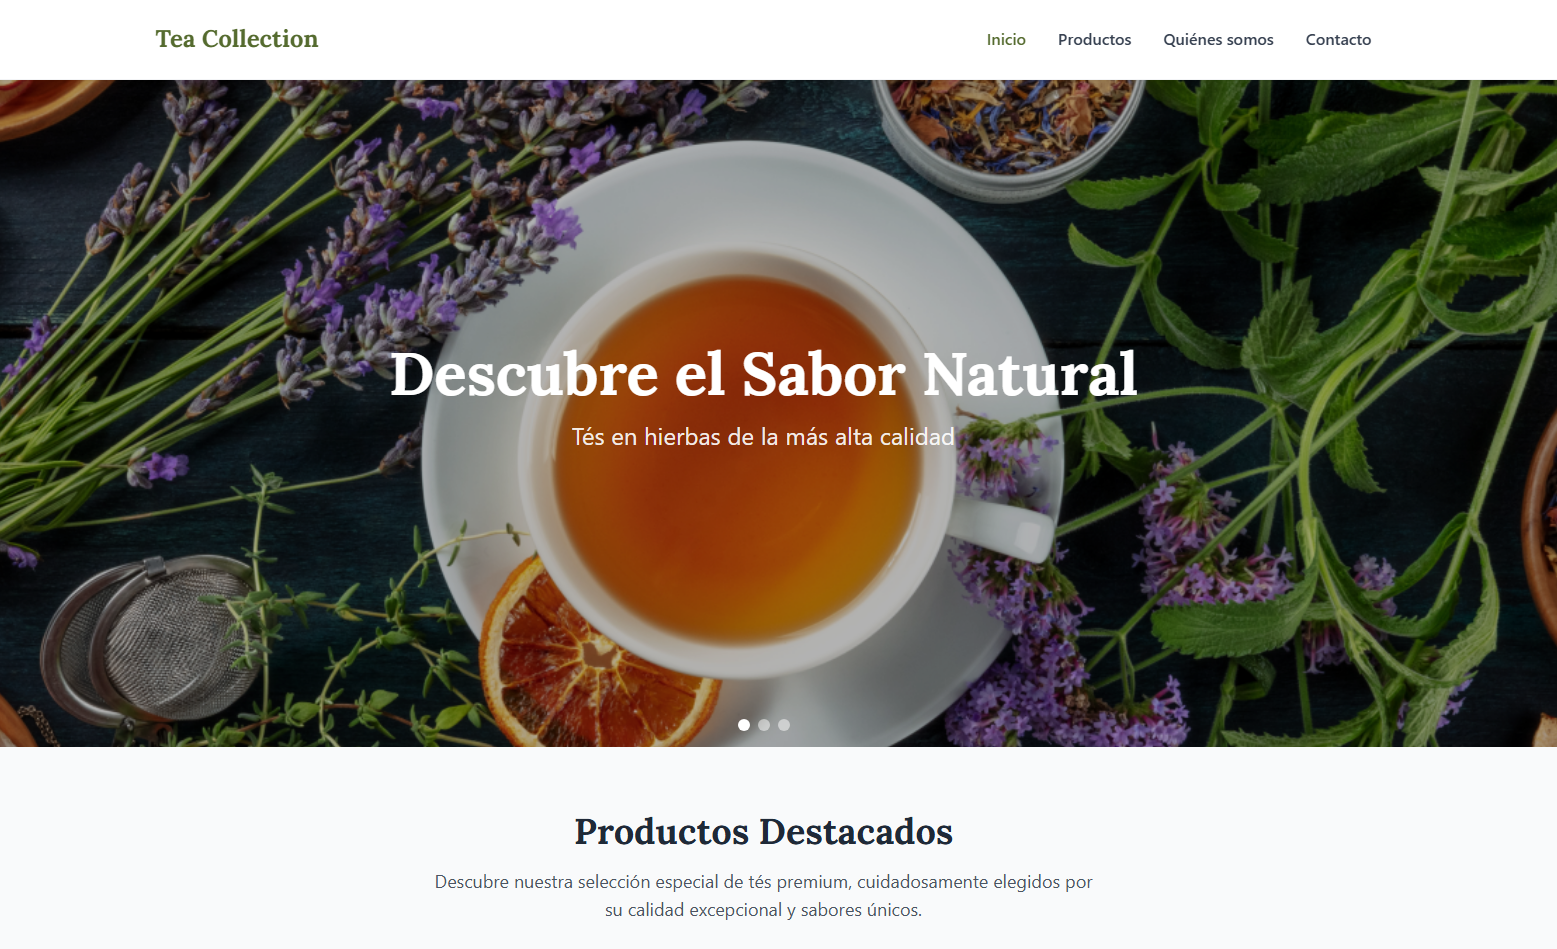 Tea Collection
Inicio Productos Quiénes somos Contacto
Descubre el Sabor Natural
Tés en hierbas de la más alta calidad
Productos Destacados
Descubre nuestra selección especial de tés premium, cuidadosamente elegidos por
su calidad excepcional y sabores únicos.